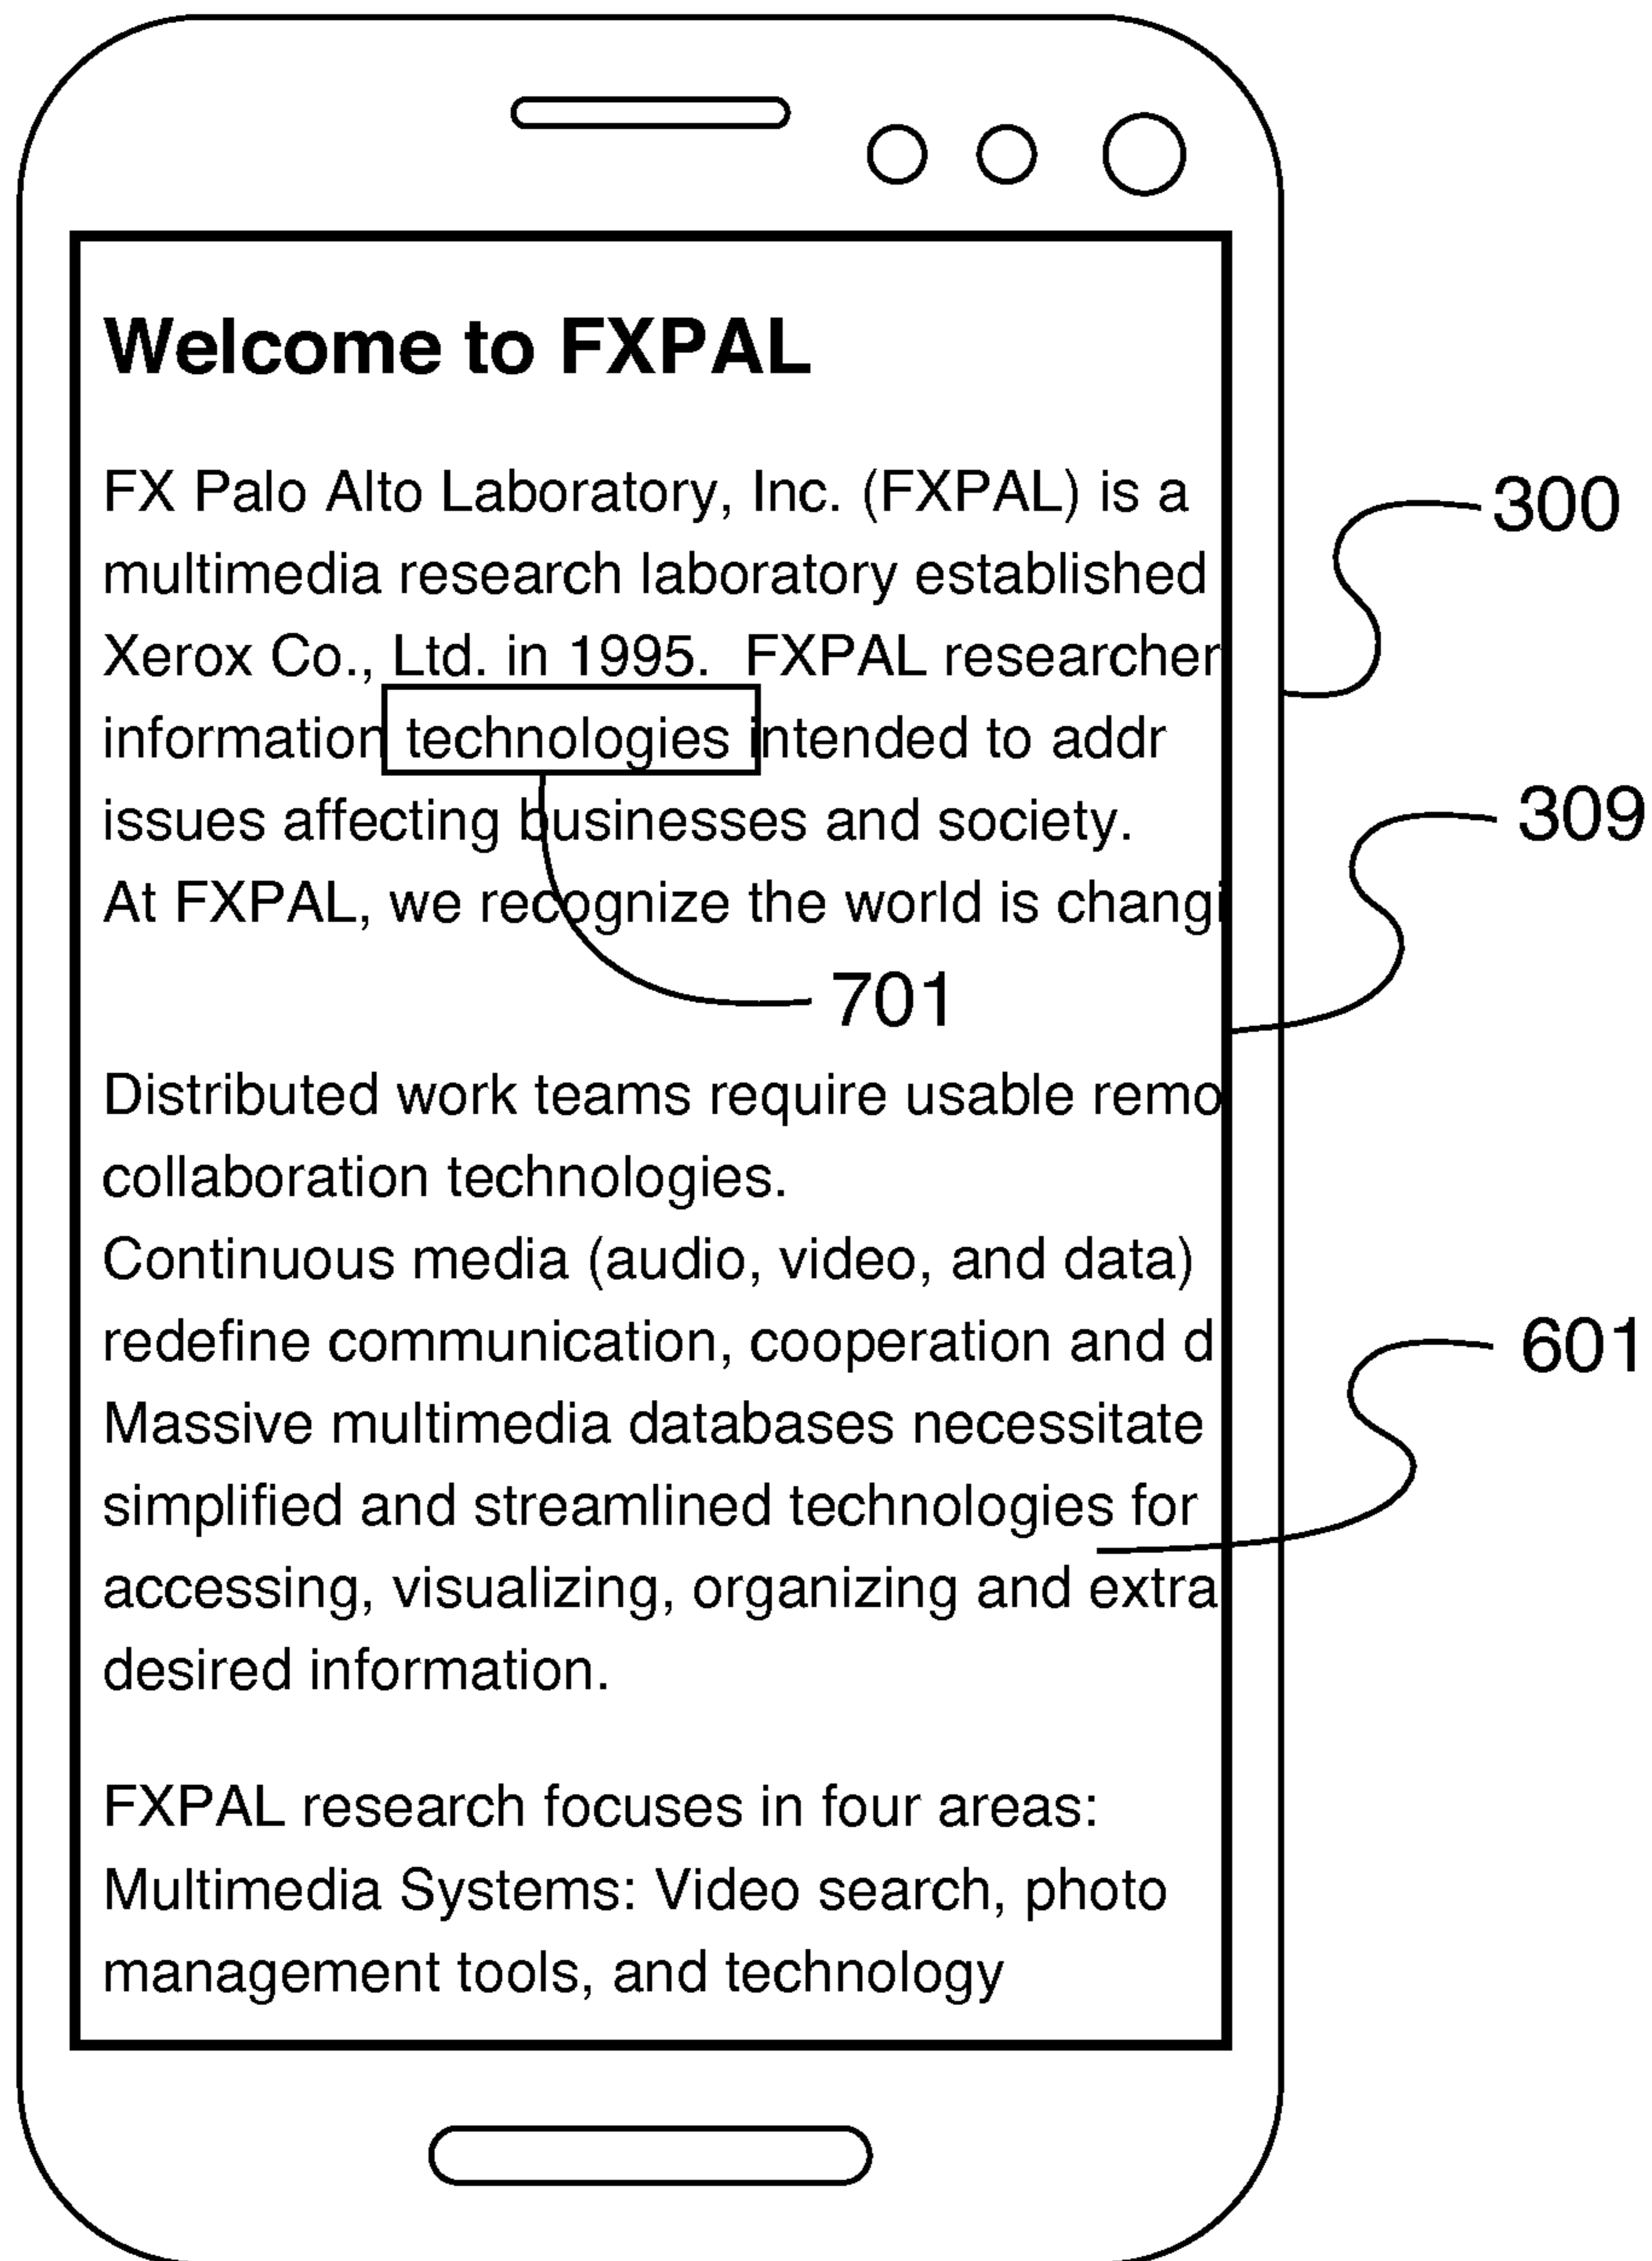 Welcome to FXPAL
FX Palo Alto Laboratory, Inc. (FXPAL) is a
multimedia research laboratory established
Xerox Co., Ltd. in 1995.  FXPAL researcher
information technologies intended to addr
issues affecting businesses and society.
At FXPAL, we recognize the world is changi
Distributed work teams require usable remo
collaboration technologies.
Continuous media (audio, video, and data)
redefine communication, cooperation and d
Massive multimedia databases necessitate
simplified and streamlined technologies for
accessing, visualizing, organizing and extra
desired information.
FXPAL research focuses in four areas:
Multimedia Systems: Video search, photo
management tools, and technology
300
309
701
601